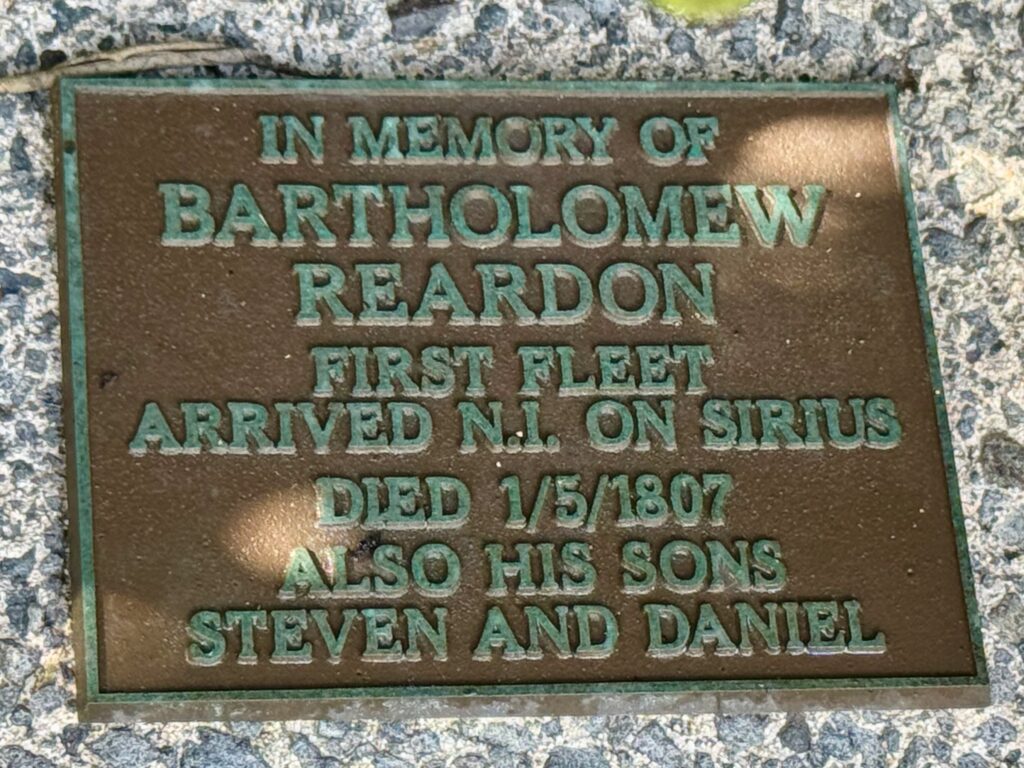 IN MEMORY OF
BARTHOLOMEW
REARDON
FIRST FLEET
ARRIVED N.I. ON SIRIUS
DIED 1/5/1807
ALSO HIS SONS
STEVEN AND DANIEL